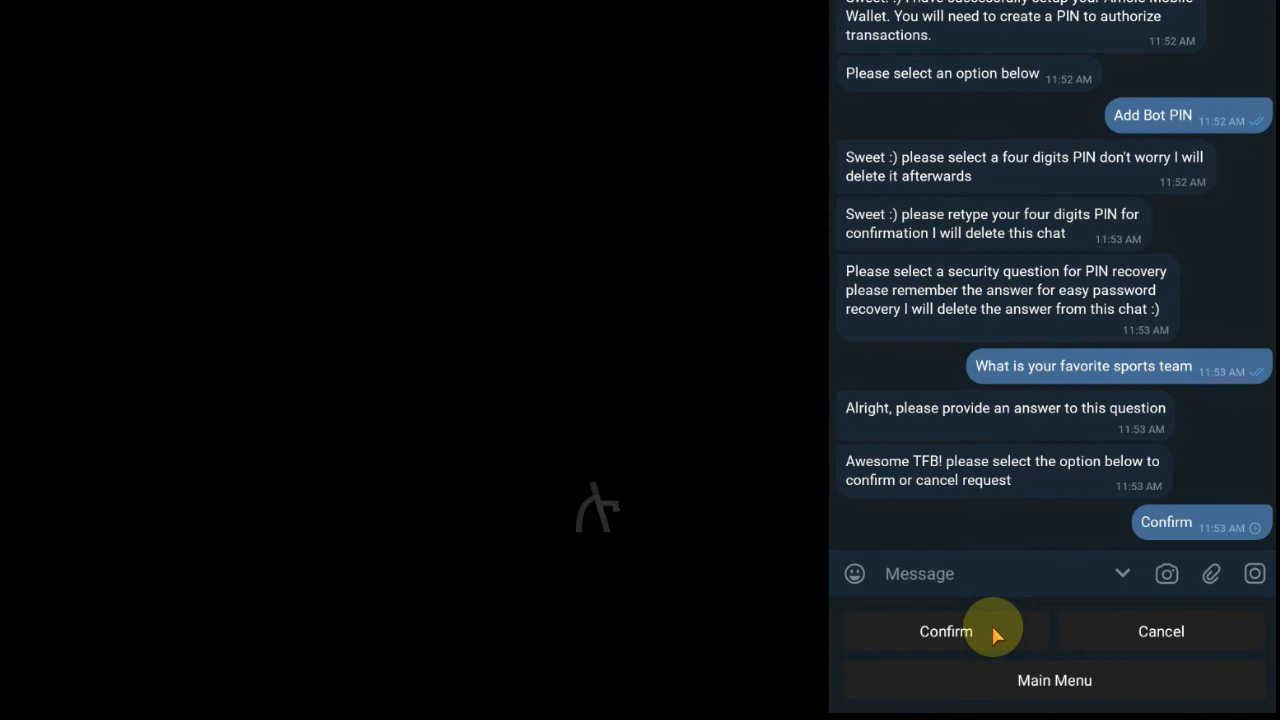 Wallet. You will need to create a PIN to authorize
transactions.
11:52 AM
Please select an option below 11:52 AM
Add Bot PIN 11:52 AM
Sweet :) please select a four digits PIN don't worry I will
delete it afterwards
11:52 AM
Sweet :) please retype your four digits PIN for
confirmation I will delete this chat
11:53 AM
Please select a security question for PIN recovery
please remember the answer for easy password
recovery I will delete the answer from this chat :)
11:53 AM
What is your favorite sports team 11:53 AM
Alright, please provide an answer to this question
11:53 AM
Awesome TFB! please select the option below to
confirm or cancel request
11:53 AM
Confirm 11:53 AM
Message
Confirm
Cancel
Main Menu